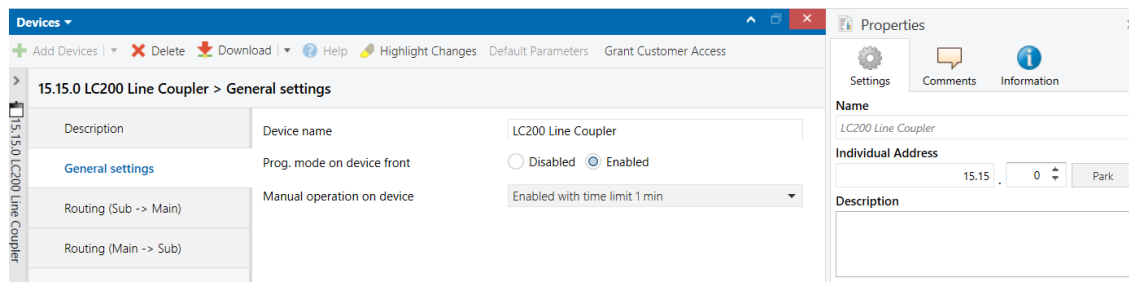 Devices
Add Devices
Delete
Download
Help
Highlight Changes
Default Parameters
Grant Customer Access
15.15.0 LC200 Line Coupler > General settings
15.15.0 LC200 Line Coupler
Description
General settings
Routing (Sub -> Main)
Routing (Main -> Sub)
Device name
LC200 Line Coupler
Prog. mode on device front
Disabled
Enabled
Manual operation on device
Enabled with time limit 1 min
Properties
Settings
Comments
Information
Name
LC200 Line Coupler
Individual Address
15.15 . 0
Park
Description